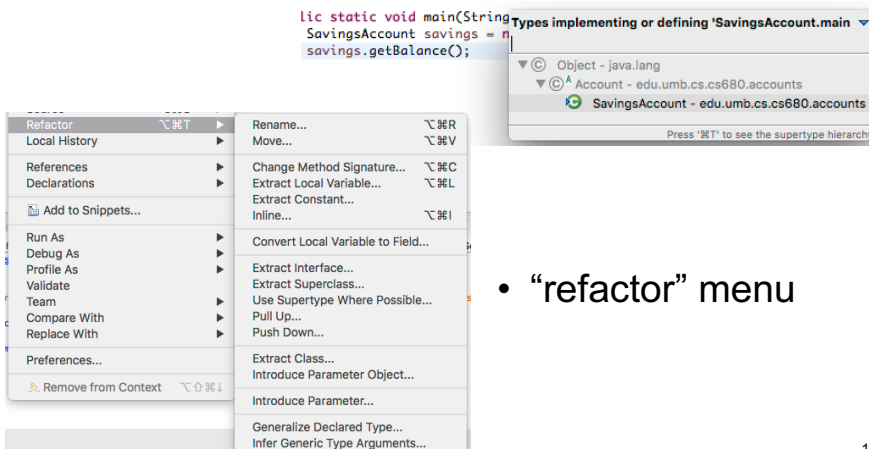 lic static void main(String
SavingsAccount savings = n
savings.getBalance();
Types implementing or defining 'SavingsAccount.main
Object - java.lang
A
Account - edu.umb.cs.cs680.accounts
SavingsAccount - edu.umb.cs.cs680.accounts
Press '⌘T' to see the supertype hierarchy
Refactor ⌥⌘T
Local History
References
Declarations
Add to Snippets...
Run As
Debug As
Profile As
Validate
Team
Compare With
Replace With
Preferences...
Remove from Context ⌥⇧⌘↓
Rename... ⌥⌘R
Move... ⌥⌘V
Change Method Signature... ⌥⌘C
Extract Local Variable... ⌥⌘L
Extract Constant...
Inline... ⌥⌘I
Convert Local Variable to Field...
Extract Interface...
Extract Superclass...
Use Supertype Where Possible...
Pull Up...
Push Down...
Extract Class...
Introduce Parameter Object...
Introduce Parameter...
Generalize Declared Type...
Infer Generic Type Arguments...
• “refactor” menu